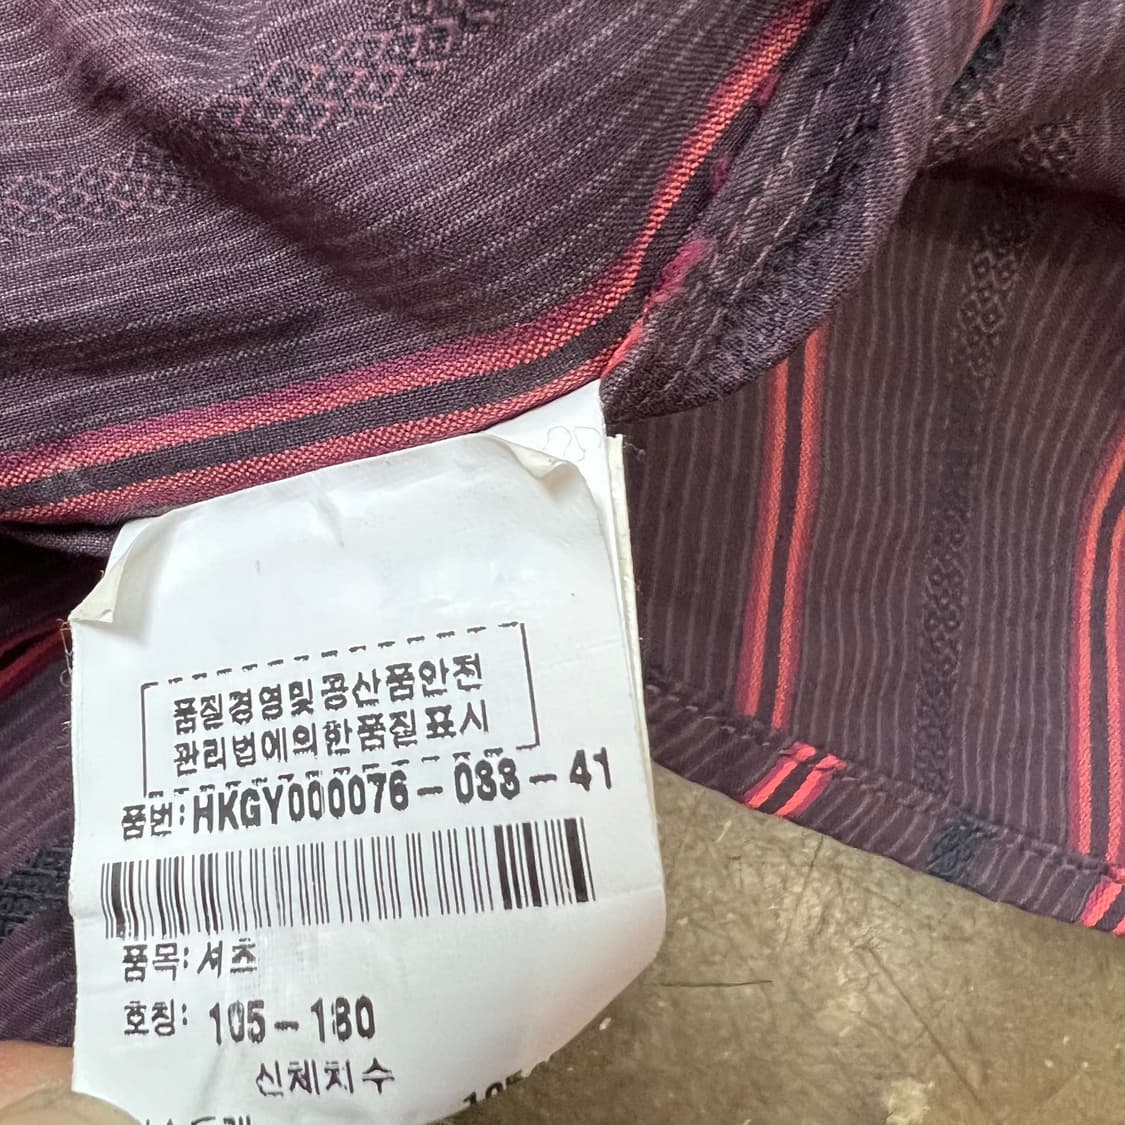 품질경영및공산품안전
관리법에의한품질표시
품번:HKGY000076-033-41
품목:셔츠
호칭: 105-180
신체치수